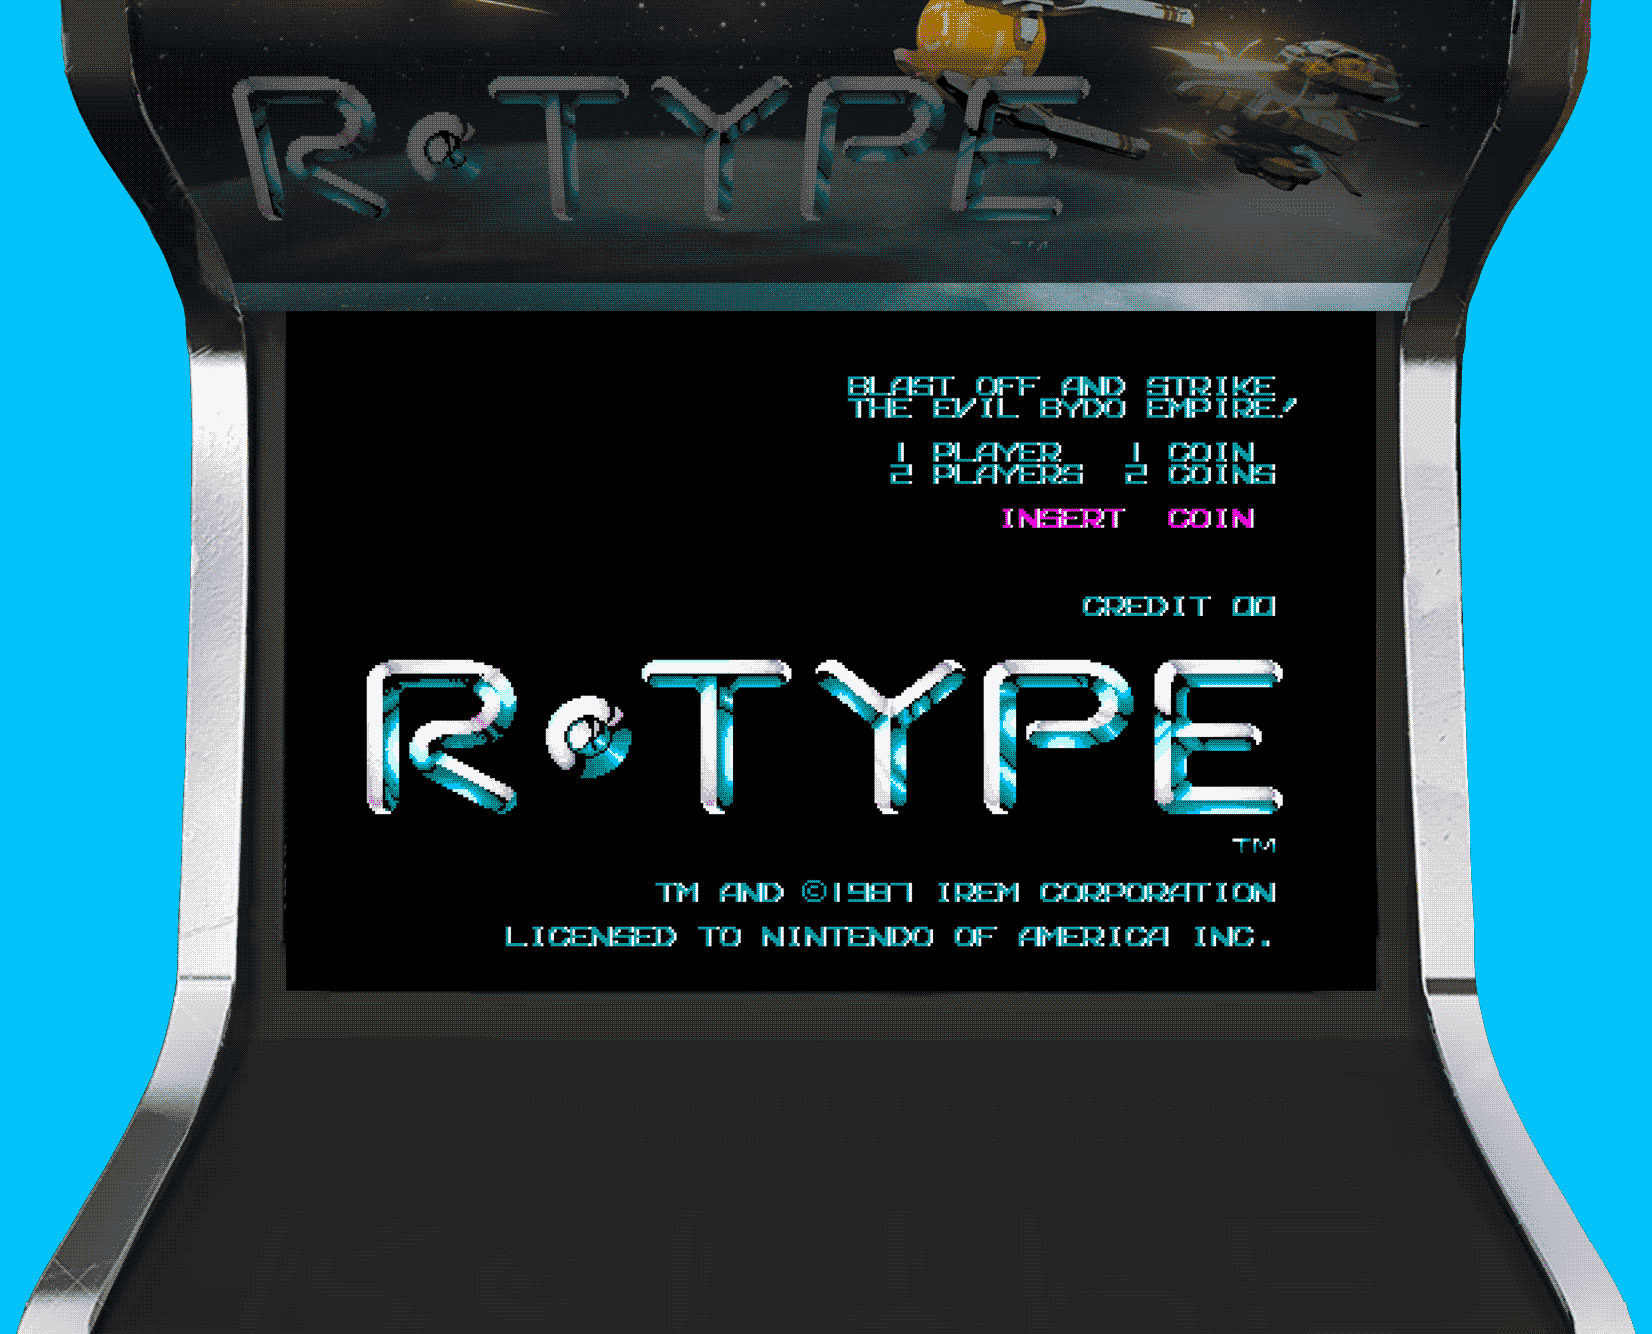 R•TYPE
TM
BLAST OFF AND STRIKE
THE EVIL BYDO EMPIRE!
1 PLAYER 1 COIN
2 PLAYERS 2 COINS
INSERT COIN
CREDIT 00
R•TYPE
TM
TM AND ©1987 IREM CORPORATION
LICENSED TO NINTENDO OF AMERICA INC.